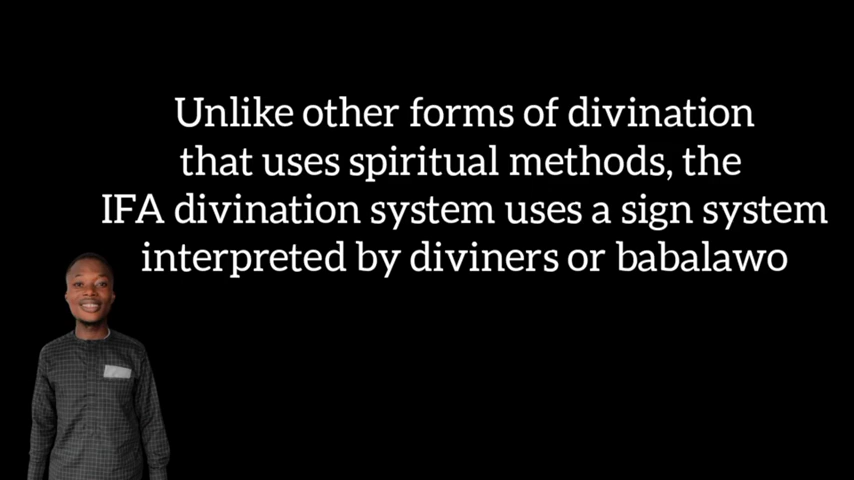 Unlike other forms of divination
that uses spiritual methods, the
IFA divination system uses a sign system
interpreted by diviners or babalawo